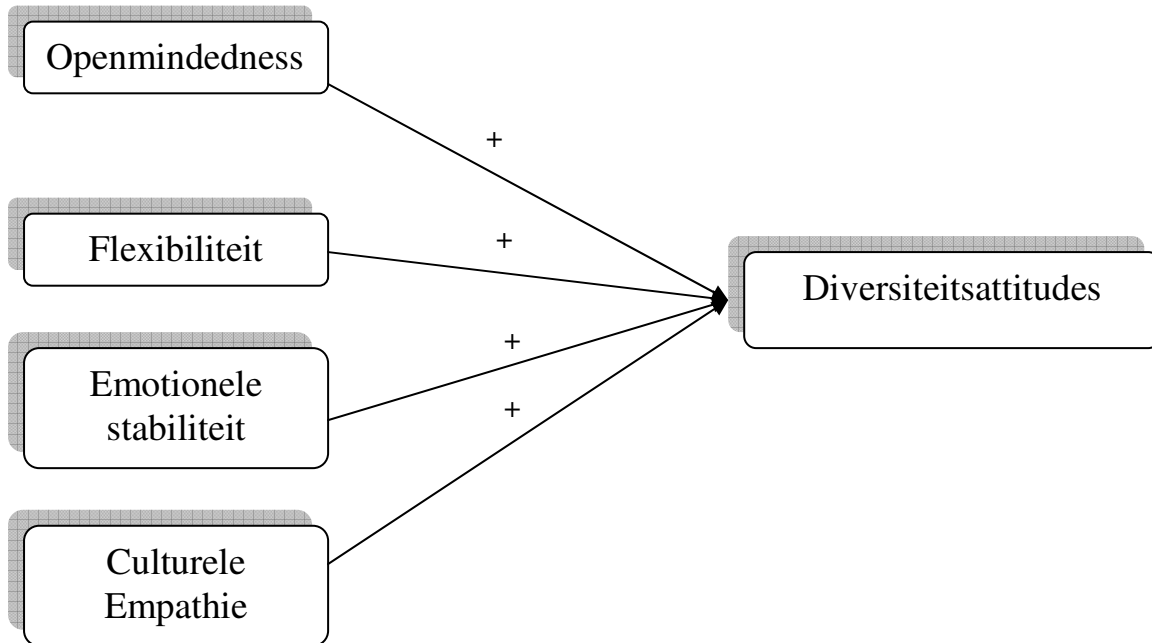 Openmindedness
+
Flexibiliteit
+
Diversiteitsattitudes
+
Emotionele
stabiliteit
+
Culturele
Empathie